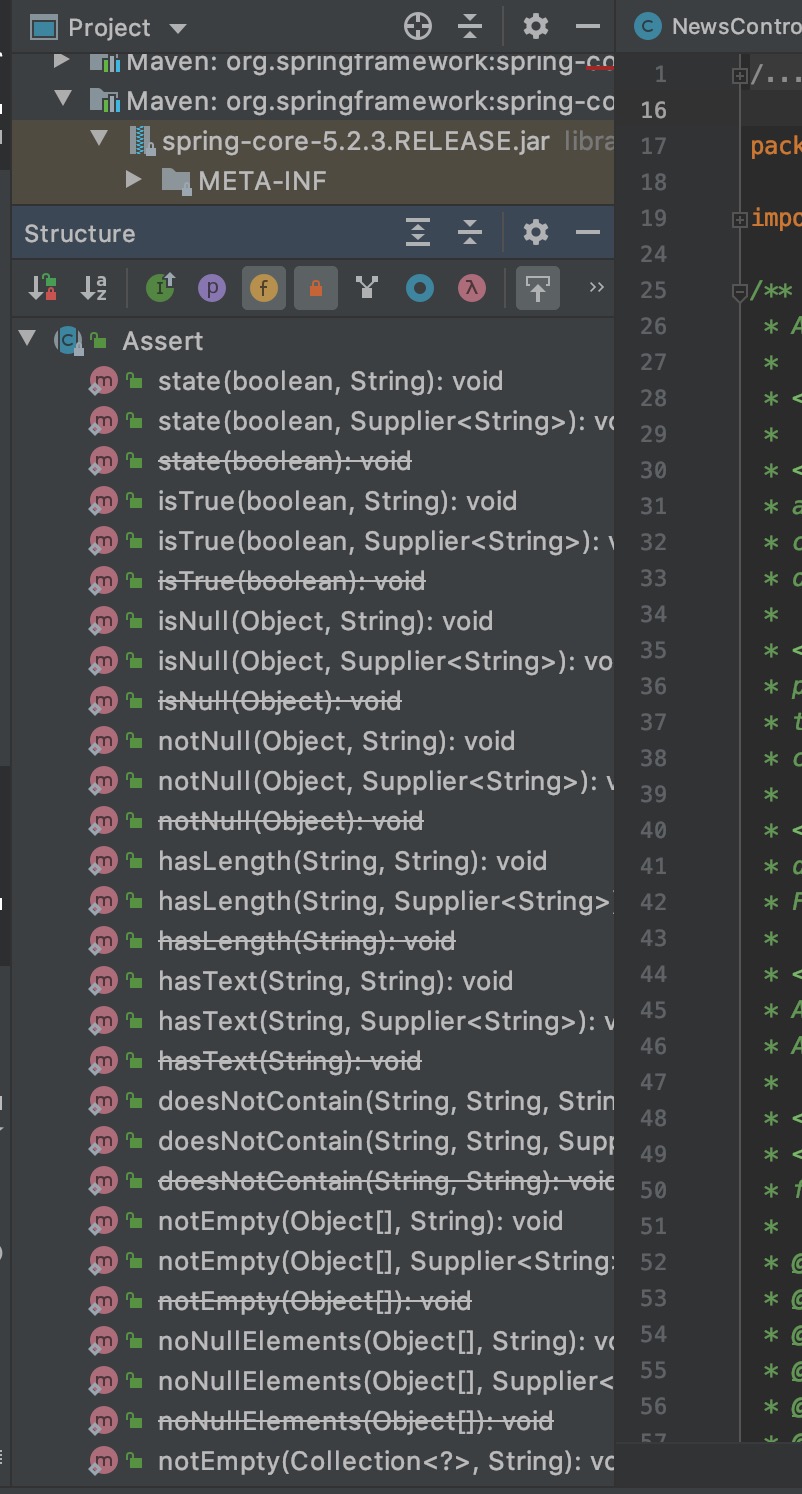 Project
NewsContro
Maven: org.springframework:spring-co
Maven: org.springframework:spring-co
spring-core-5.2.3.RELEASE.jar libra
META-INF
Structure
Assert
state(boolean, String): void
state(boolean, Supplier<String>): vo
state(boolean): void
isTrue(boolean, String): void
isTrue(boolean, Supplier<String>): v
isTrue(boolean): void
isNull(Object, String): void
isNull(Object, Supplier<String>): vo
isNull(Object): void
notNull(Object, String): void
notNull(Object, Supplier<String>): v
notNull(Object): void
hasLength(String, String): void
hasLength(String, Supplier<String>)
hasLength(String): void
hasText(String, String): void
hasText(String, Supplier<String>): v
hasText(String): void
doesNotContain(String, String, Strin
doesNotContain(String, String, Supp
doesNotContain(String, String): void
notEmpty(Object[], String): void
notEmpty(Object[], Supplier<String>
notEmpty(Object[]): void
noNullElements(Object[], String): vo
noNullElements(Object[], Supplier<
noNullElements(Object[]): void
notEmpty(Collection<?>, String): vo
1 /...
16
17 pack
18
19 impo
24
25 /**
26 * A
27 *
28 * <
29 *
30 * <
31 * a
32 * c
33 * o
34 *
35 * <
36 * p
37 * t
38 * c
39 *
40 * <
41 * o
42 * F
43 *
44 * <
45 * A
46 * A
47 *
48 * <
49 * <
50 * f
51 *
52 * @
53 * @
54 * @
55 * @
56 * @
57 * @